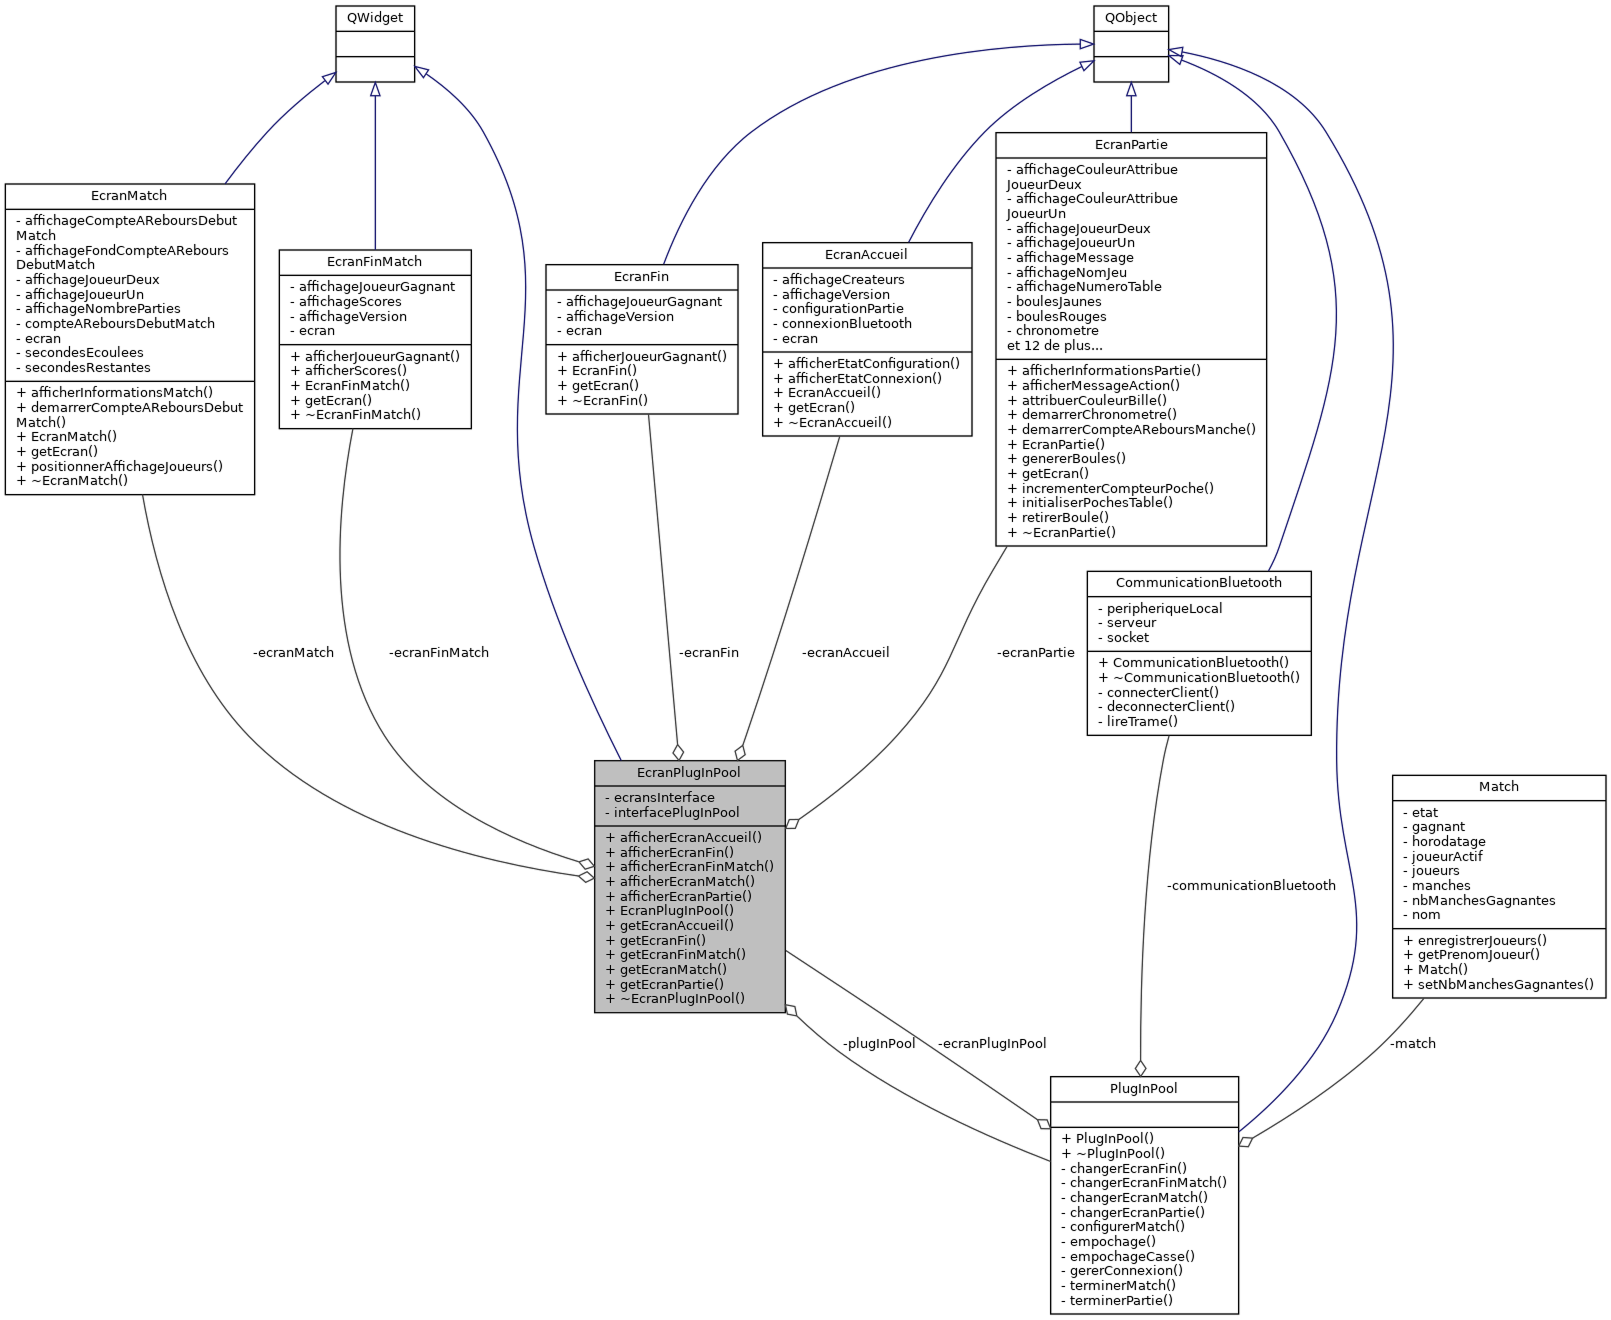 QWidget
QObject
EcranMatch
- affichageCompteAReboursDebut
Match
- affichageFondCompteARebours
DebutMatch
- affichageJoueurDeux
- affichageJoueurUn
- affichageNombreParties
- compteAReboursDebutMatch
- ecran
- secondesEcoulees
- secondesRestantes
+ afficherInformationsMatch()
+ demarrerCompteAReboursDebut
Match()
+ EcranMatch()
+ getEcran()
+ positionnerAffichageJoueurs()
+ ~EcranMatch()
EcranFinMatch
- affichageJoueurGagnant
- affichageScores
- affichageVersion
- ecran
+ afficherJoueurGagnant()
+ afficherScores()
+ EcranFinMatch()
+ getEcran()
+ ~EcranFinMatch()
EcranFin
- affichageJoueurGagnant
- affichageVersion
- ecran
+ afficherJoueurGagnant()
+ EcranFin()
+ getEcran()
+ ~EcranFin()
EcranAccueil
- affichageCreateurs
- affichageVersion
- configurationPartie
- connexionBluetooth
- ecran
+ afficherEtatConfiguration()
+ afficherEtatConnexion()
+ EcranAccueil()
+ getEcran()
+ ~EcranAccueil()
EcranPartie
- affichageCouleurAttribue
JoueurDeux
- affichageCouleurAttribue
JoueurUn
- affichageJoueurDeux
- affichageJoueurUn
- affichageMessage
- affichageNomJeu
- affichageNumeroTable
- boulesJaunes
- boulesRouges
- chronometre
et 12 de plus...
+ afficherInformationsPartie()
+ afficherMessageAction()
+ attribuerCouleurBille()
+ demarrerChronometre()
+ demarrerCompteAReboursManche()
+ EcranPartie()
+ genererBoules()
+ getEcran()
+ incrementerCompteurPoche()
+ initialiserPochesTable()
+ retirerBoule()
+ ~EcranPartie()
CommunicationBluetooth
- peripheriqueLocal
- serveur
- socket
+ CommunicationBluetooth()
+ ~CommunicationBluetooth()
- connecterClient()
- deconnecterClient()
- lireTrame()
-ecranMatch
-ecranFinMatch
-ecranFin
-ecranAccueil
-ecranPartie
EcranPlugInPool
- ecransInterface
- interfacePlugInPool
+ afficherEcranAccueil()
+ afficherEcranFin()
+ afficherEcranFinMatch()
+ afficherEcranMatch()
+ afficherEcranPartie()
+ EcranPlugInPool()
+ getEcranAccueil()
+ getEcranFin()
+ getEcranFinMatch()
+ getEcranMatch()
+ getEcranPartie()
+ ~EcranPlugInPool()
-communicationBluetooth
Match
- etat
- gagnant
- horodatage
- joueurActif
- joueurs
- manches
- nbManchesGagnantes
- nom
+ enregistrerJoueurs()
+ getPrenomJoueur()
+ Match()
+ setNbManchesGagnantes()
-plugInPool
-ecranPlugInPool
-match
PlugInPool
+ PlugInPool()
+ ~PlugInPool()
- changerEcranFin()
- changerEcranFinMatch()
- changerEcranMatch()
- changerEcranPartie()
- configurerMatch()
- empochage()
- empochageCasse()
- gererConnexion()
- terminerMatch()
- terminerPartie()